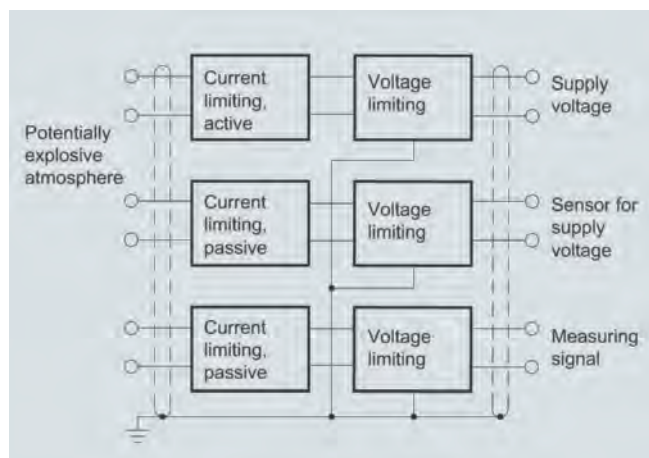 Potentially
explosive
atmosphere
Current
limiting,
active
Voltage
limiting
Supply
voltage
Current
limiting,
passive
Voltage
limiting
Sensor for
supply
voltage
Current
limiting,
passive
Voltage
limiting
Measuring
signal